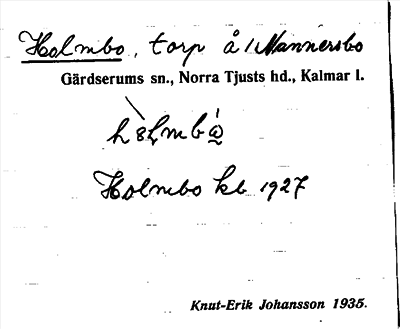 Holmbo, torp å / Mannersbo
Gärdserums sn., Norra Tjusts hd., Kalmar l.
Holmbo kb 1927
Knut-Erik Johansson 1935.